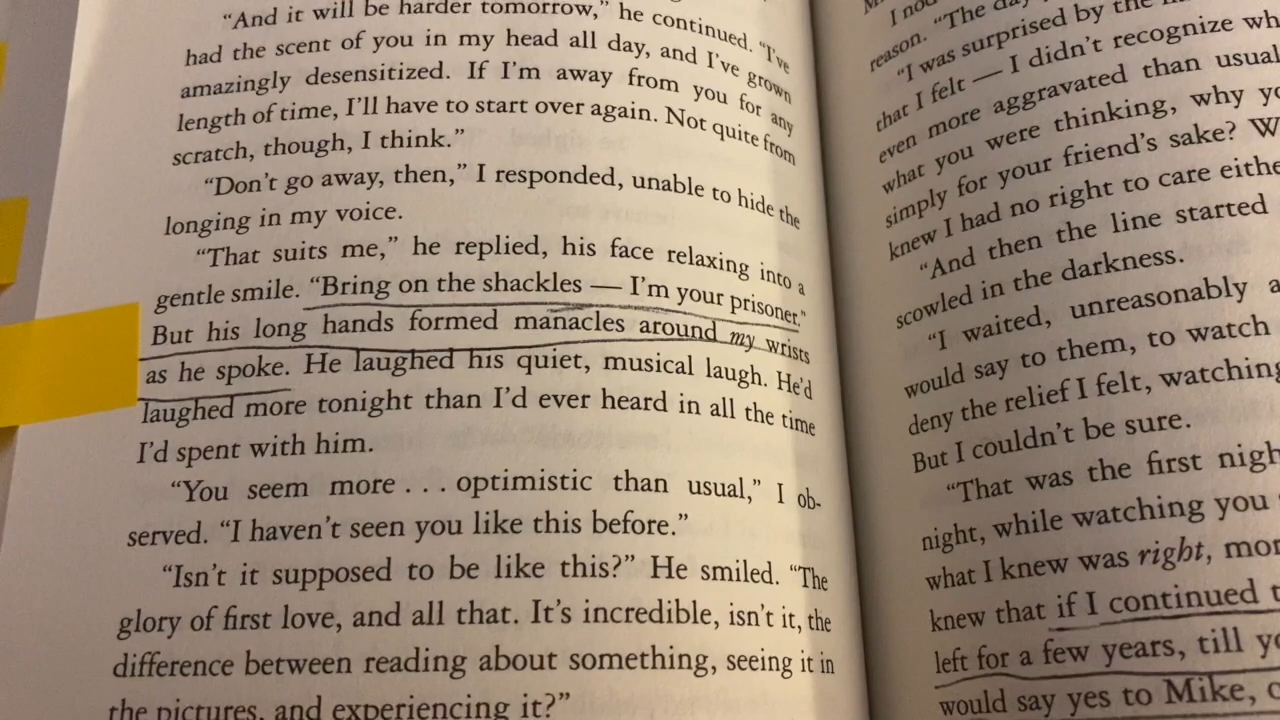 “And it will be harder tomorrow,” he continued. “I’ve
had the scent of you in my head all day, and I’ve grown
amazingly desensitized. If I’m away from you for any
length of time, I’ll have to start over again. Not quite from
scratch, though, I think.”
“Don’t go away, then,” I responded, unable to hide the
longing in my voice.
“That suits me,” he replied, his face relaxing into a
gentle smile. “Bring on the shackles — I’m your prisoner.”
But his long hands formed manacles around my wrists
as he spoke. He laughed his quiet, musical laugh. He’d
laughed more tonight than I’d ever heard in all the time
I’d spent with him.
“You seem more . . . optimistic than usual,” I ob-
served. “I haven’t seen you like this before.”
“Isn’t it supposed to be like this?” He smiled. “The
glory of first love, and all that. It’s incredible, isn’t it, the
difference between reading about something, seeing it in
the pictures, and experiencing it?”
reason. “The
“I was surprised by the
that I felt — I didn’t recognize
even more aggravated than usual
what you were thinking, why
simply for your friend’s sake?
knew I had no right to care
“And then the line started
scowled in the darkness.
“I waited, unreasonably
would say to them, to watch
deny the relief I felt, watching
But I couldn’t be sure.
“That was the first
night, while watching you
what I knew was right,
knew that if I continued
left for a few years, till
would say yes to Mike,